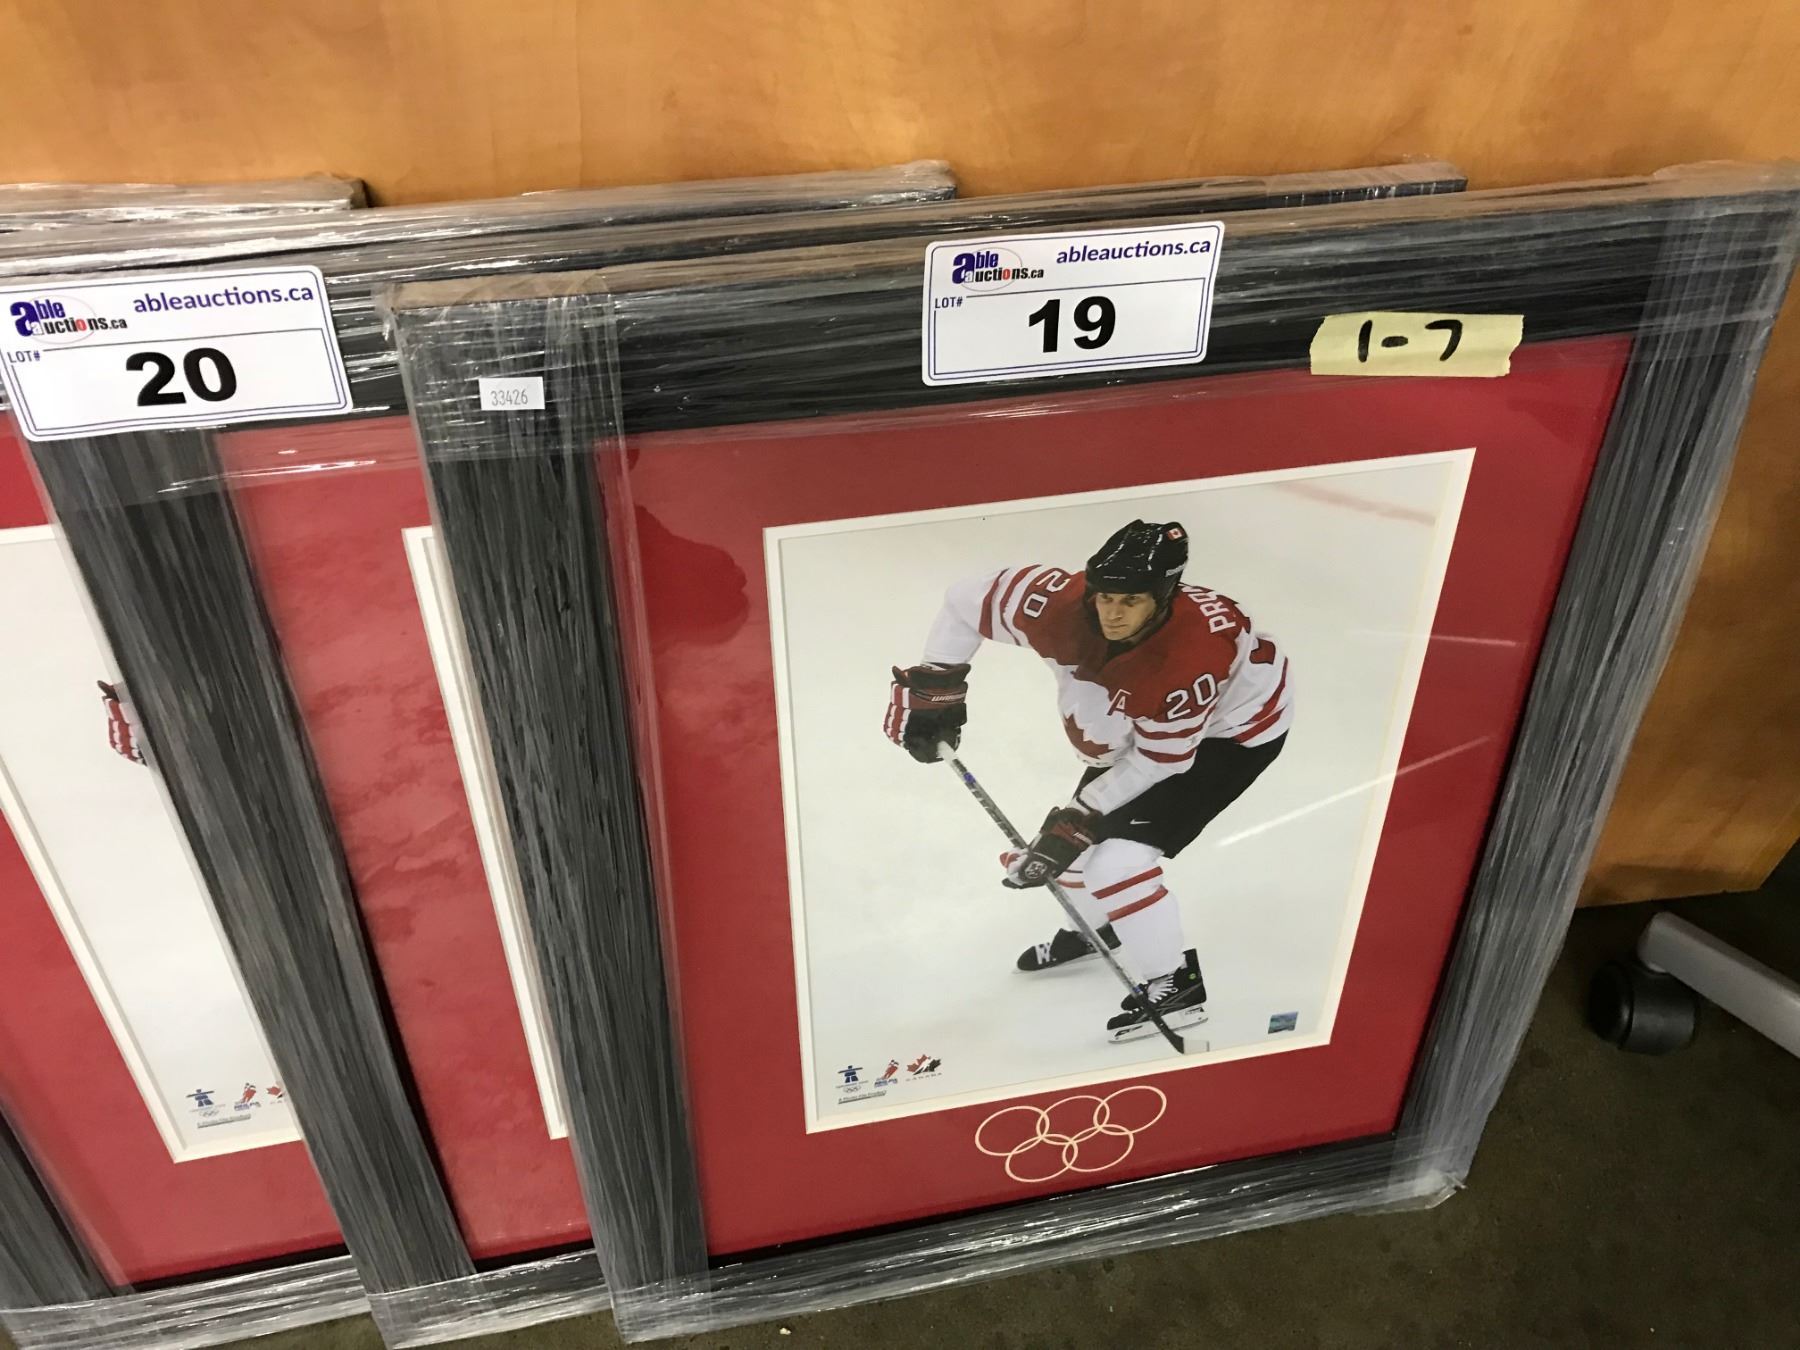 able
auctions.ca
ableauctions.ca
LOT#
20
able
auctions.ca
ableauctions.ca
LOT#
19
1-7
33426
20
PRO
A
20
CANADA